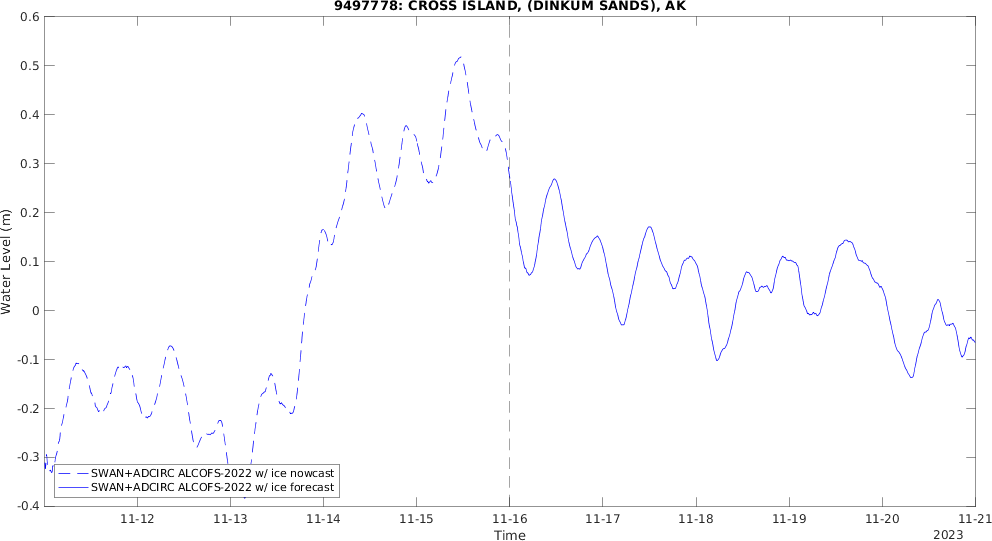 9497778: CROSS ISLAND, (DINKUM SANDS), AK
0.6
0.5
0.4
0.3
0.2
0.1
0
-0.1
-0.2
-0.3
-0.4
Water Level (m)
SWAN+ADCIRC ALCOFS-2022 w/ ice nowcast
SWAN+ADCIRC ALCOFS-2022 w/ ice forecast
11-12 11-13 11-14 11-15 11-16 11-17 11-18 11-19 11-20 11-21
Time
2023